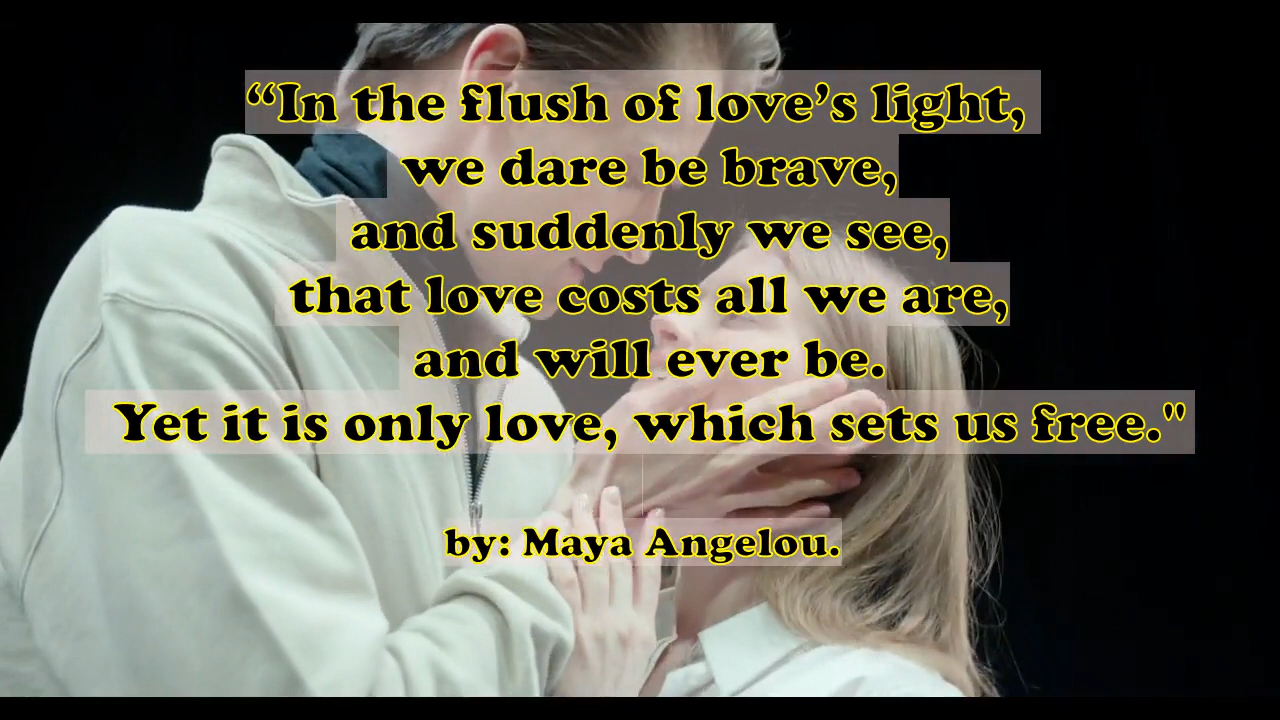 “In the flush of love’s light,
we dare be brave,
and suddenly we see,
that love costs all we are,
and will ever be.
Yet it is only love, which sets us free."
by: Maya Angelou.